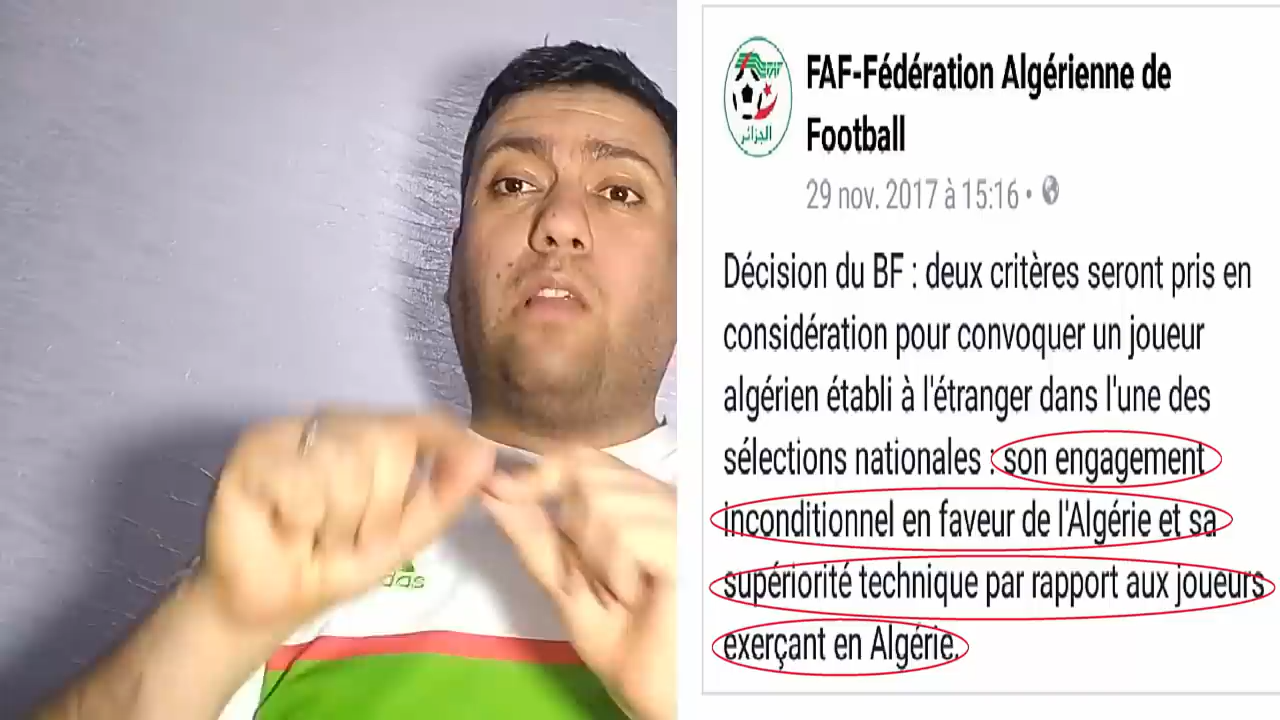 FAF-Fédération Algérienne de
Football
29 nov. 2017 à 15:16 •
Décision du BF : deux critères seront pris en
considération pour convoquer un joueur
algérien établi à l'étranger dans l'une des
sélections nationales : son engagement
inconditionnel en faveur de l'Algérie et sa
supériorité technique par rapport aux joueurs
exerçant en Algérie.
الجزائر